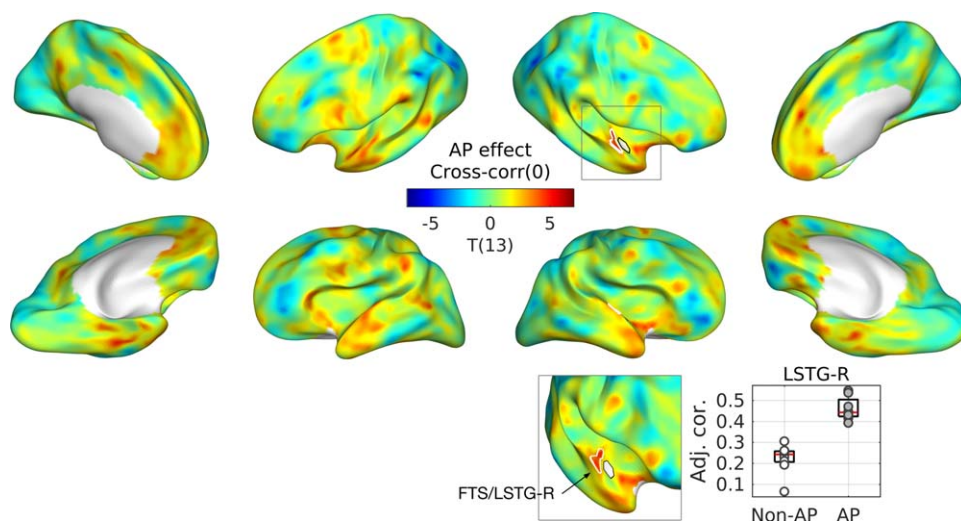 AP effect
Cross-corr(0)
-5 0 5
T(13)
LSTG-R
Adj. cor.
0.5
0.4
0.3
0.2
0.1
Non-AP AP
FTS/LSTG-R